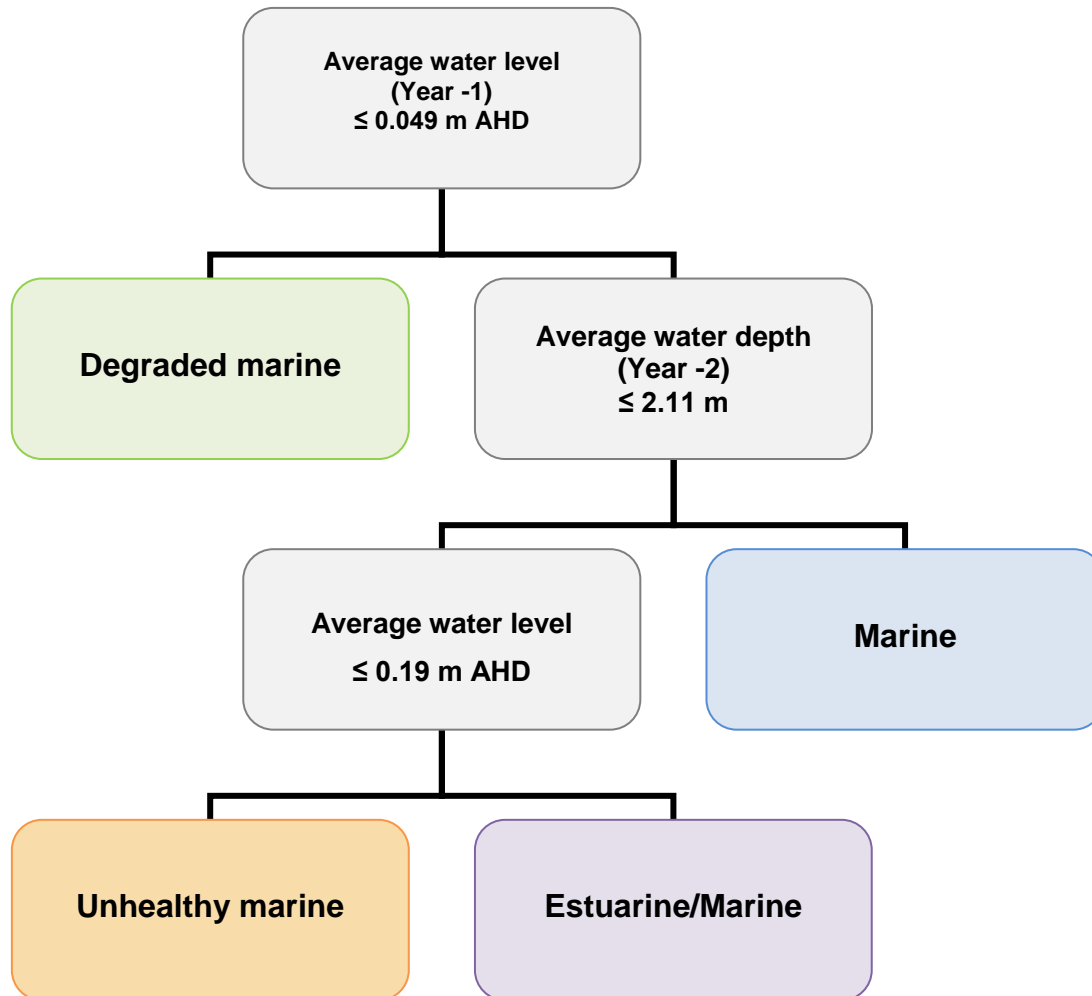 Average water level
(Year -1)
≤ 0.049 m AHD
Degraded marine
Average water depth
(Year -2)
≤ 2.11 m
Average water level
≤ 0.19 m AHD
Marine
Unhealthy marine
Estuarine/Marine